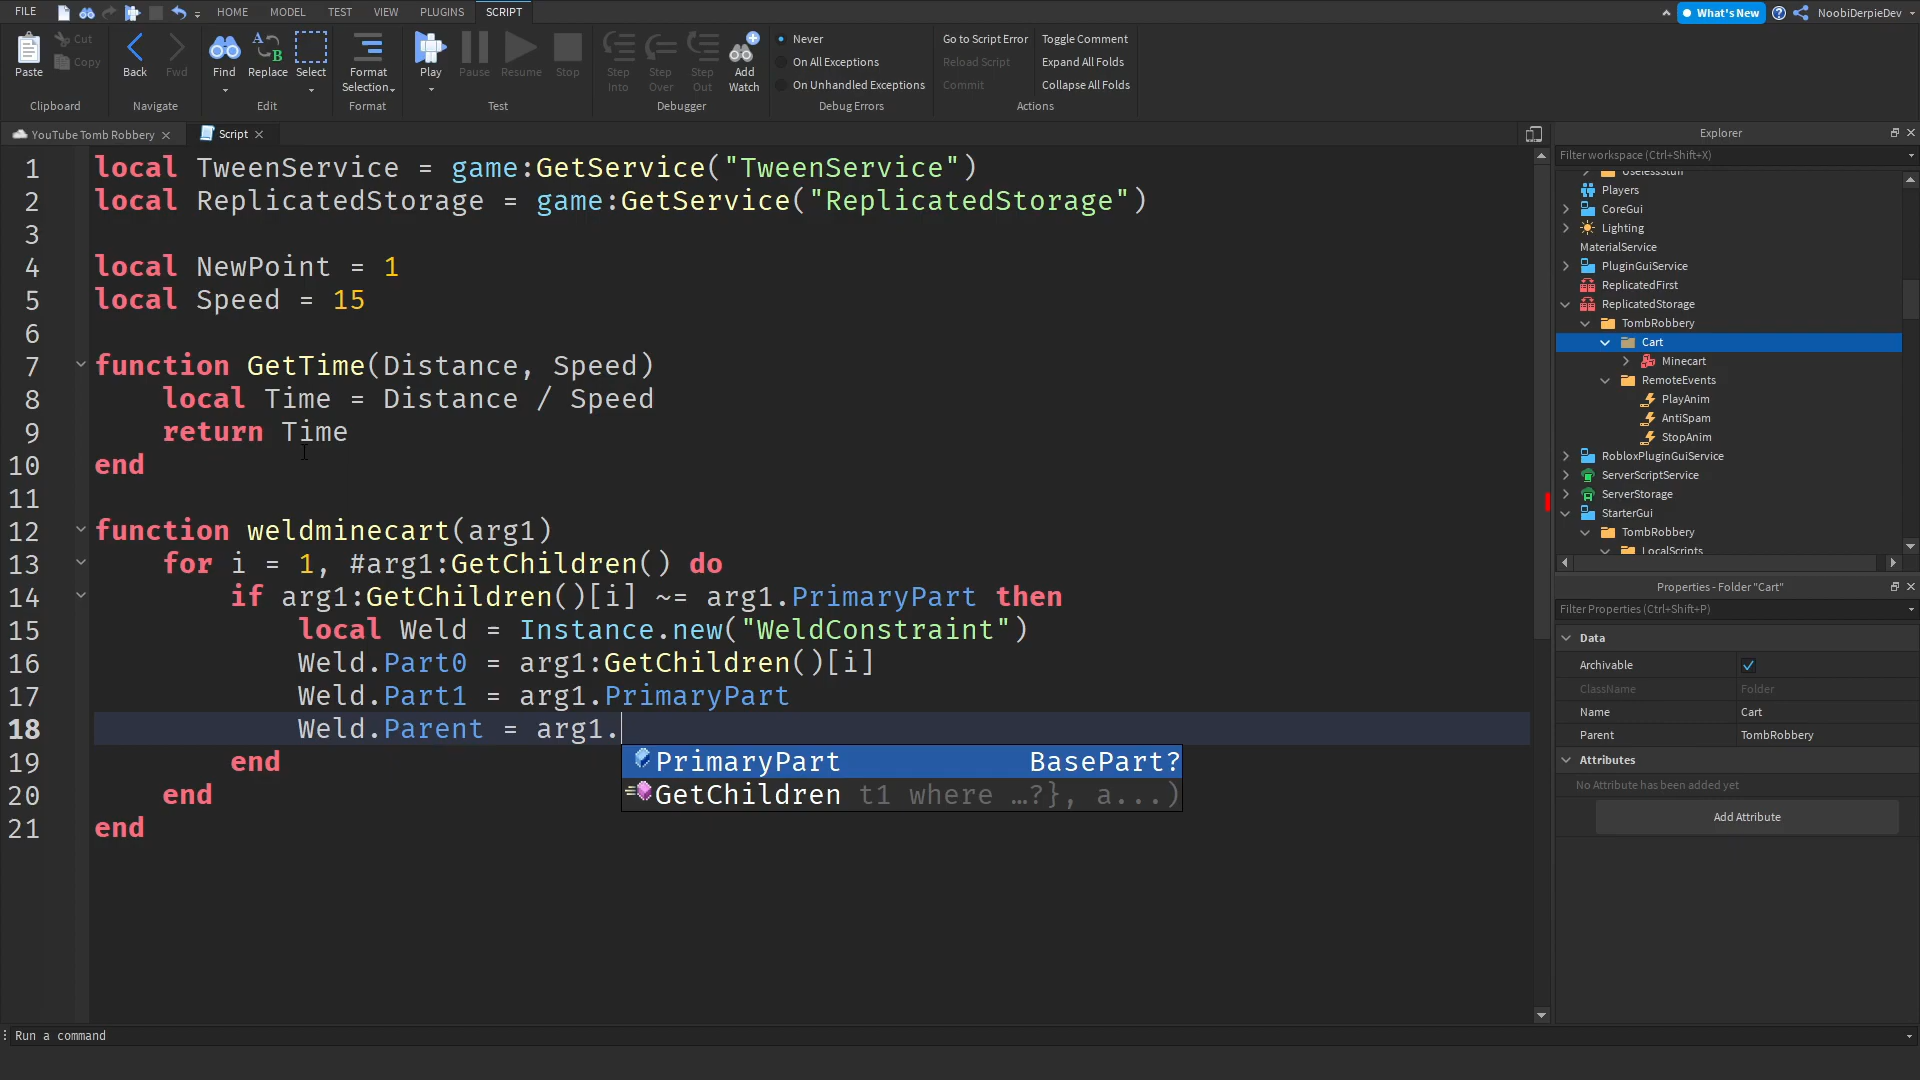 FILE
HOME
MODEL
TEST
VIEW
PLUGINS
SCRIPT
What's New
NoobiDerpieDev
Paste
Cut
Copy
Clipboard
Back
Fwd
Navigate
Find
Replace
Select
Edit
Format
Selection
Format
Play
Pause
Resume
Stop
Test
Step
Into
Step
Over
Step
Out
Add
Watch
Debugger
Never
On All Exceptions
On Unhandled Exceptions
Debug Errors
Go to Script Error
Reload Script
Commit
Toggle Comment
Expand All Folds
Collapse All Folds
Actions
YouTube Tomb Robbery
Script
1 local TweenService = game:GetService("TweenService")
2 local ReplicatedStorage = game:GetService("ReplicatedStorage")
3
4 local NewPoint = 1
5 local Speed = 15
6
7 function GetTime(Distance, Speed)
8 local Time = Distance / Speed
9 return Time
10 end
11
12 function weldminecart(arg1)
13 for i = 1, #arg1:GetChildren() do
14 if arg1:GetChildren()[i] ~= arg1.PrimaryPart then
15 local Weld = Instance.new("WeldConstraint")
16 Weld.Part0 = arg1:GetChildren()[i]
17 Weld.Part1 = arg1.PrimaryPart
18 Weld.Parent = arg1.
PrimaryPart BasePart?
GetChildren t1 where …?}, a...)
19 end
20 end
21 end
Explorer
Filter workspace (Ctrl+Shift+X)
UselessStuff
Players
CoreGui
Lighting
MaterialService
PluginGuiService
ReplicatedFirst
ReplicatedStorage
TombRobbery
Cart
Minecart
RemoteEvents
PlayAnim
AntiSpam
StopAnim
RobloxPluginGuiService
ServerScriptService
ServerStorage
StarterGui
TombRobbery
LocalScripts
Properties - Folder "Cart"
Filter Properties (Ctrl+Shift+P)
Data
Archivable
ClassName Folder
Name Cart
Parent TombRobbery
Attributes
No Attribute has been added yet
Add Attribute
Run a command